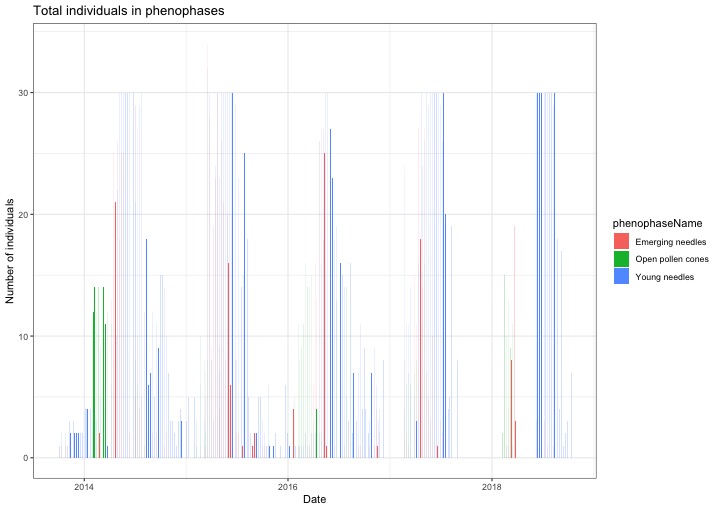 Total individuals in phenophases
30
20
10
0
Number of individuals
2014
2016
2018
Date
phenophaseName
Emerging needles
Open pollen cones
Young needles